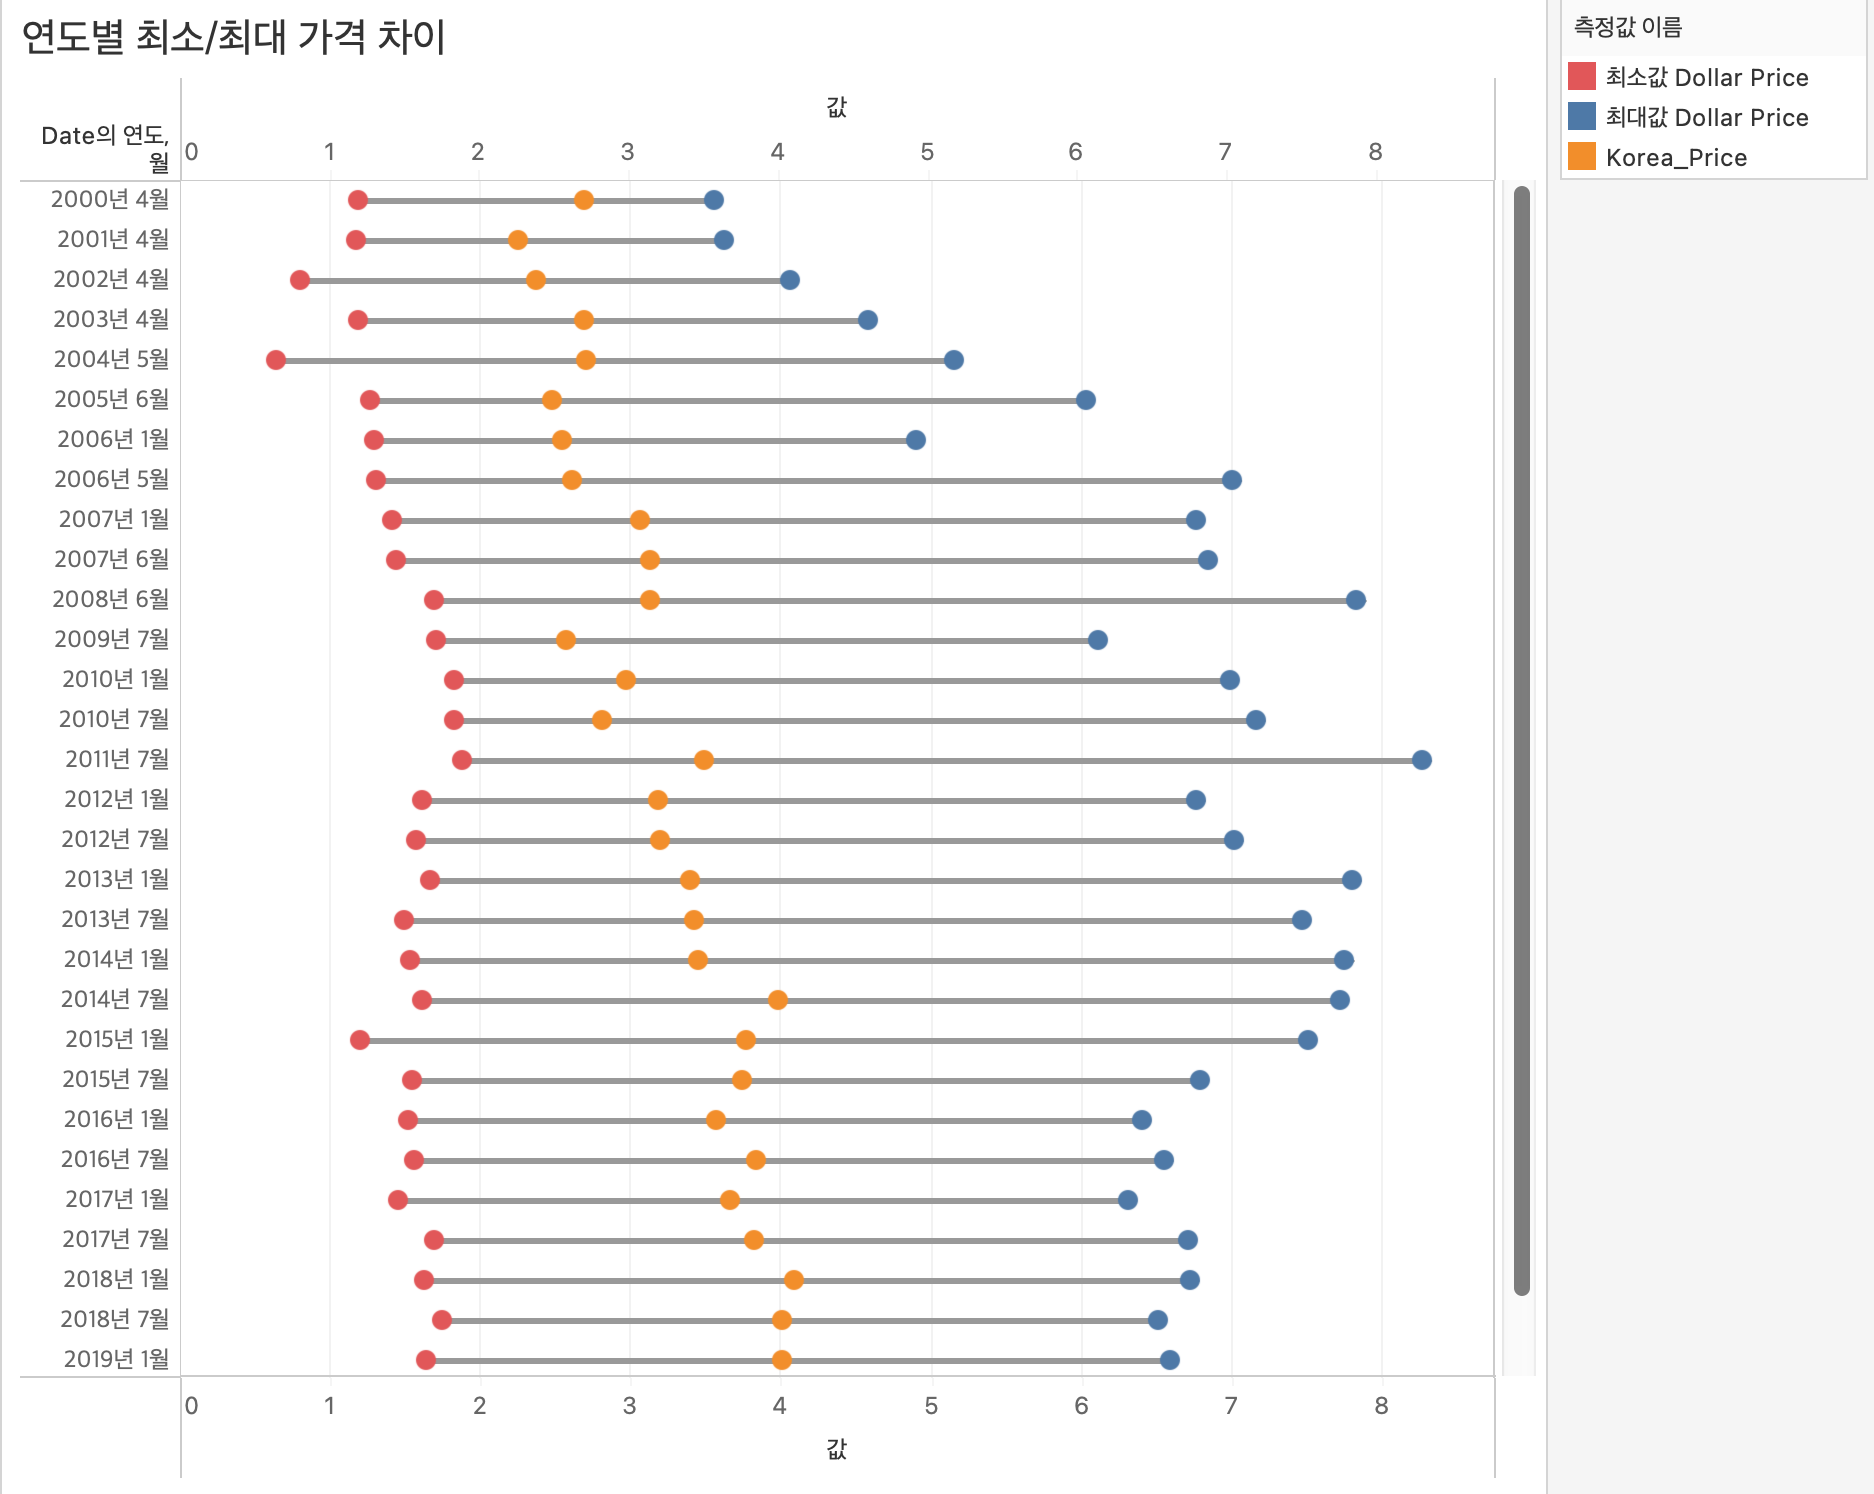 연도별 최소/최대 가격 차이
값
Date의 연도,
월
0 1 2 3 4 5 6 7 8
2000년 4월
2001년 4월
2002년 4월
2003년 4월
2004년 5월
2005년 6월
2006년 1월
2006년 5월
2007년 1월
2007년 6월
2008년 6월
2009년 7월
2010년 1월
2010년 7월
2011년 7월
2012년 1월
2012년 7월
2013년 1월
2013년 7월
2014년 1월
2014년 7월
2015년 1월
2015년 7월
2016년 1월
2016년 7월
2017년 1월
2017년 7월
2018년 1월
2018년 7월
2019년 1월
0 1 2 3 4 5 6 7 8
값
측정값 이름
최소값 Dollar Price
최대값 Dollar Price
Korea_Price